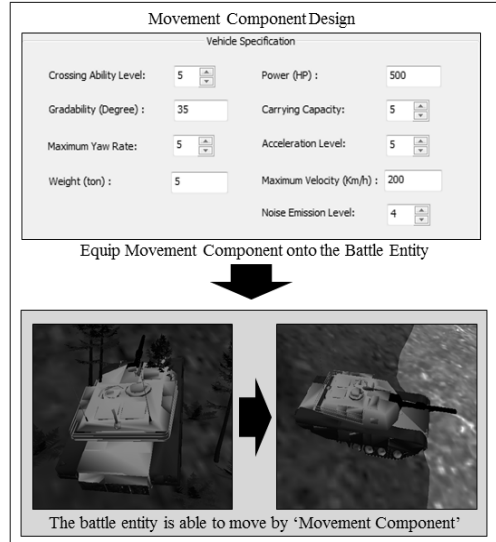 Movement Component Design
Vehicle Specification
Crossing Ability Level: 5 Power (HP) : 500
Gradability (Degree) : 35 Carrying Capacity: 5
Maximum Yaw Rate: 5 Acceleration Level: 5
Weight (ton) : 5 Maximum Velocity (Km/h) : 200
Noise Emission Level: 4
Equip Movement Component onto the Battle Entity
The battle entity is able to move by ‘Movement Component’